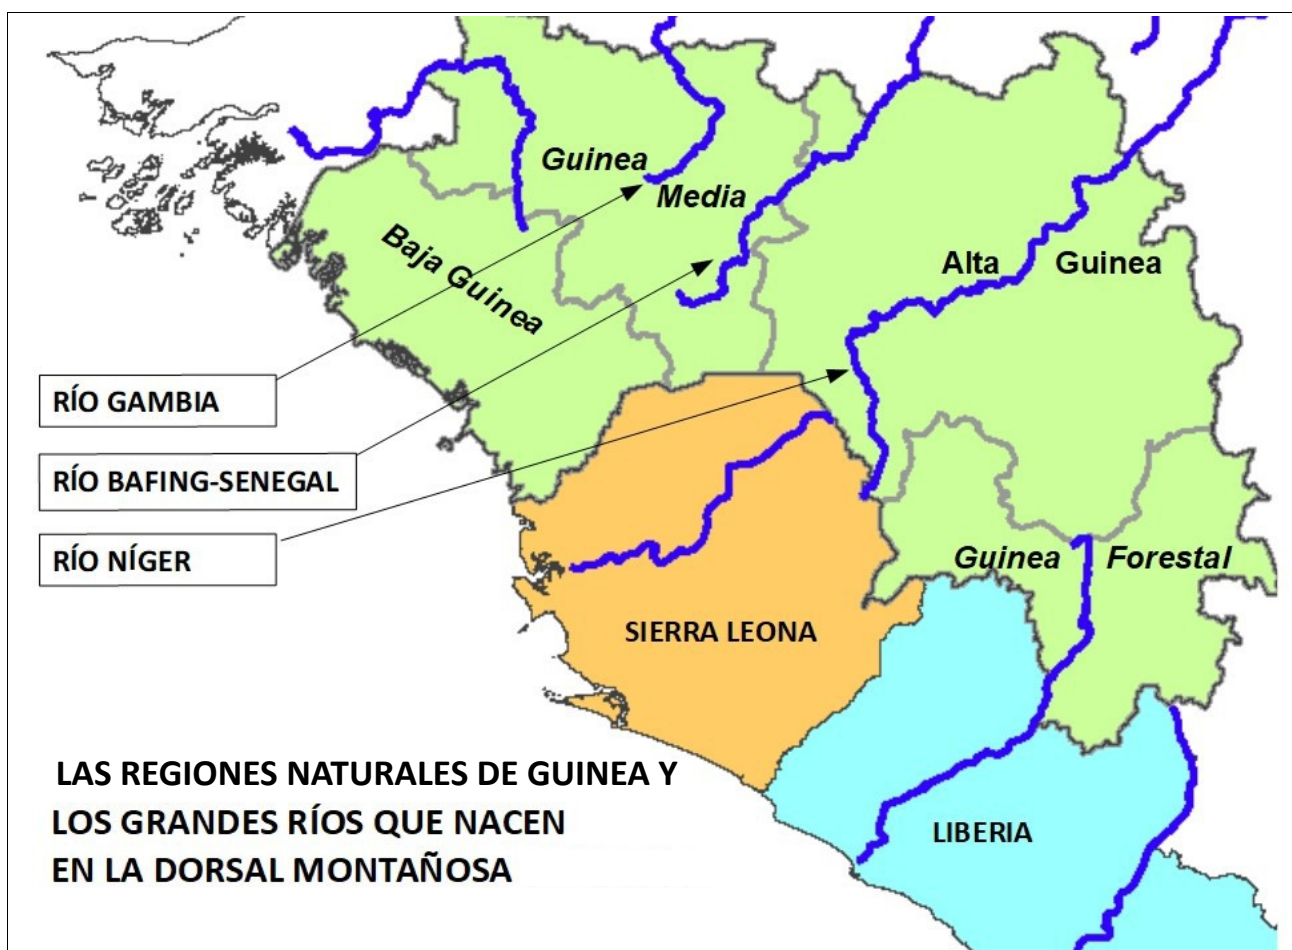 Guinea
Media
Baja Guinea
Alta Guinea
RÍO GAMBIA
RÍO BAFING-SENEGAL
RÍO NÍGER
Guinea Forestal
SIERRA LEONA
LIBERIA
LAS REGIONES NATURALES DE GUINEA Y
LOS GRANDES RÍOS QUE NACEN
EN LA DORSAL MONTAÑOSA